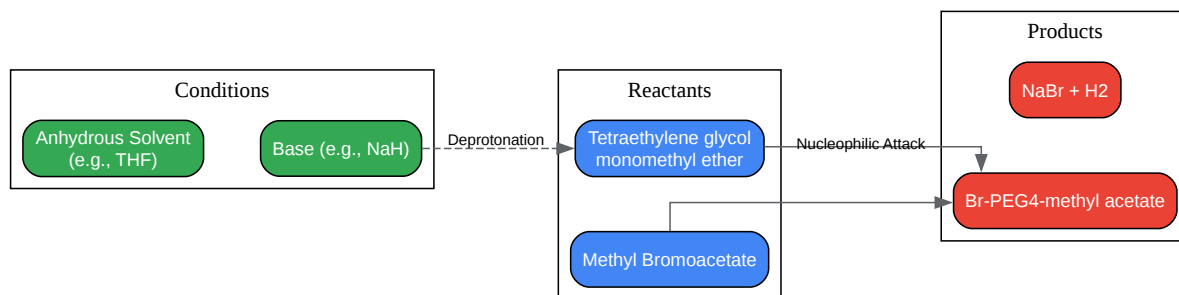 Conditions
Anhydrous Solvent
(e.g., THF)
Base (e.g., NaH)
Deprotonation
Reactants
Tetraethylene glycol
monomethyl ether
Methyl Bromoacetate
Nucleophilic Attack
Products
NaBr + H2
Br-PEG4-methyl acetate